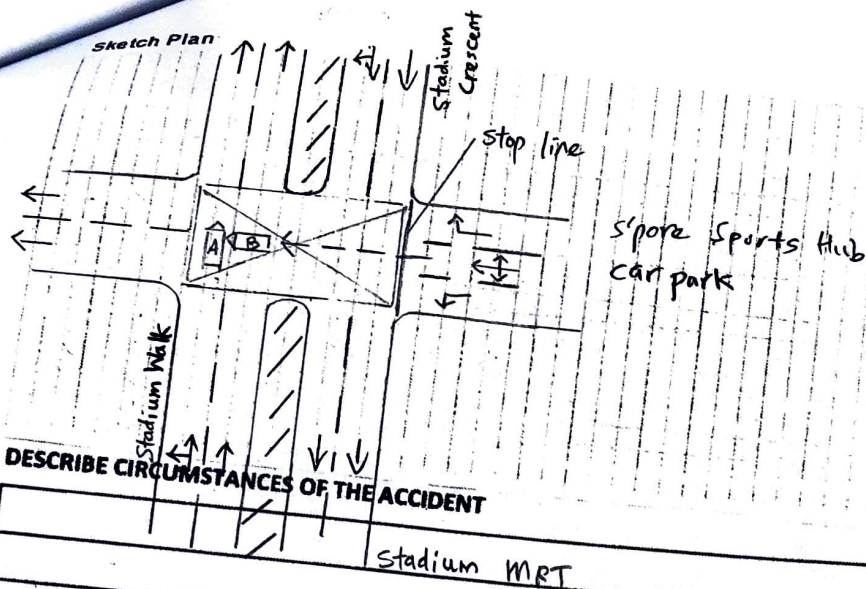 Sketch Plan
Stadium
Crescent
stop line
S'pore Sports Hub
car park
A
B
Stadium Walk
DESCRIBE CIRCUMSTANCES OF THE ACCIDENT
Stadium MRT